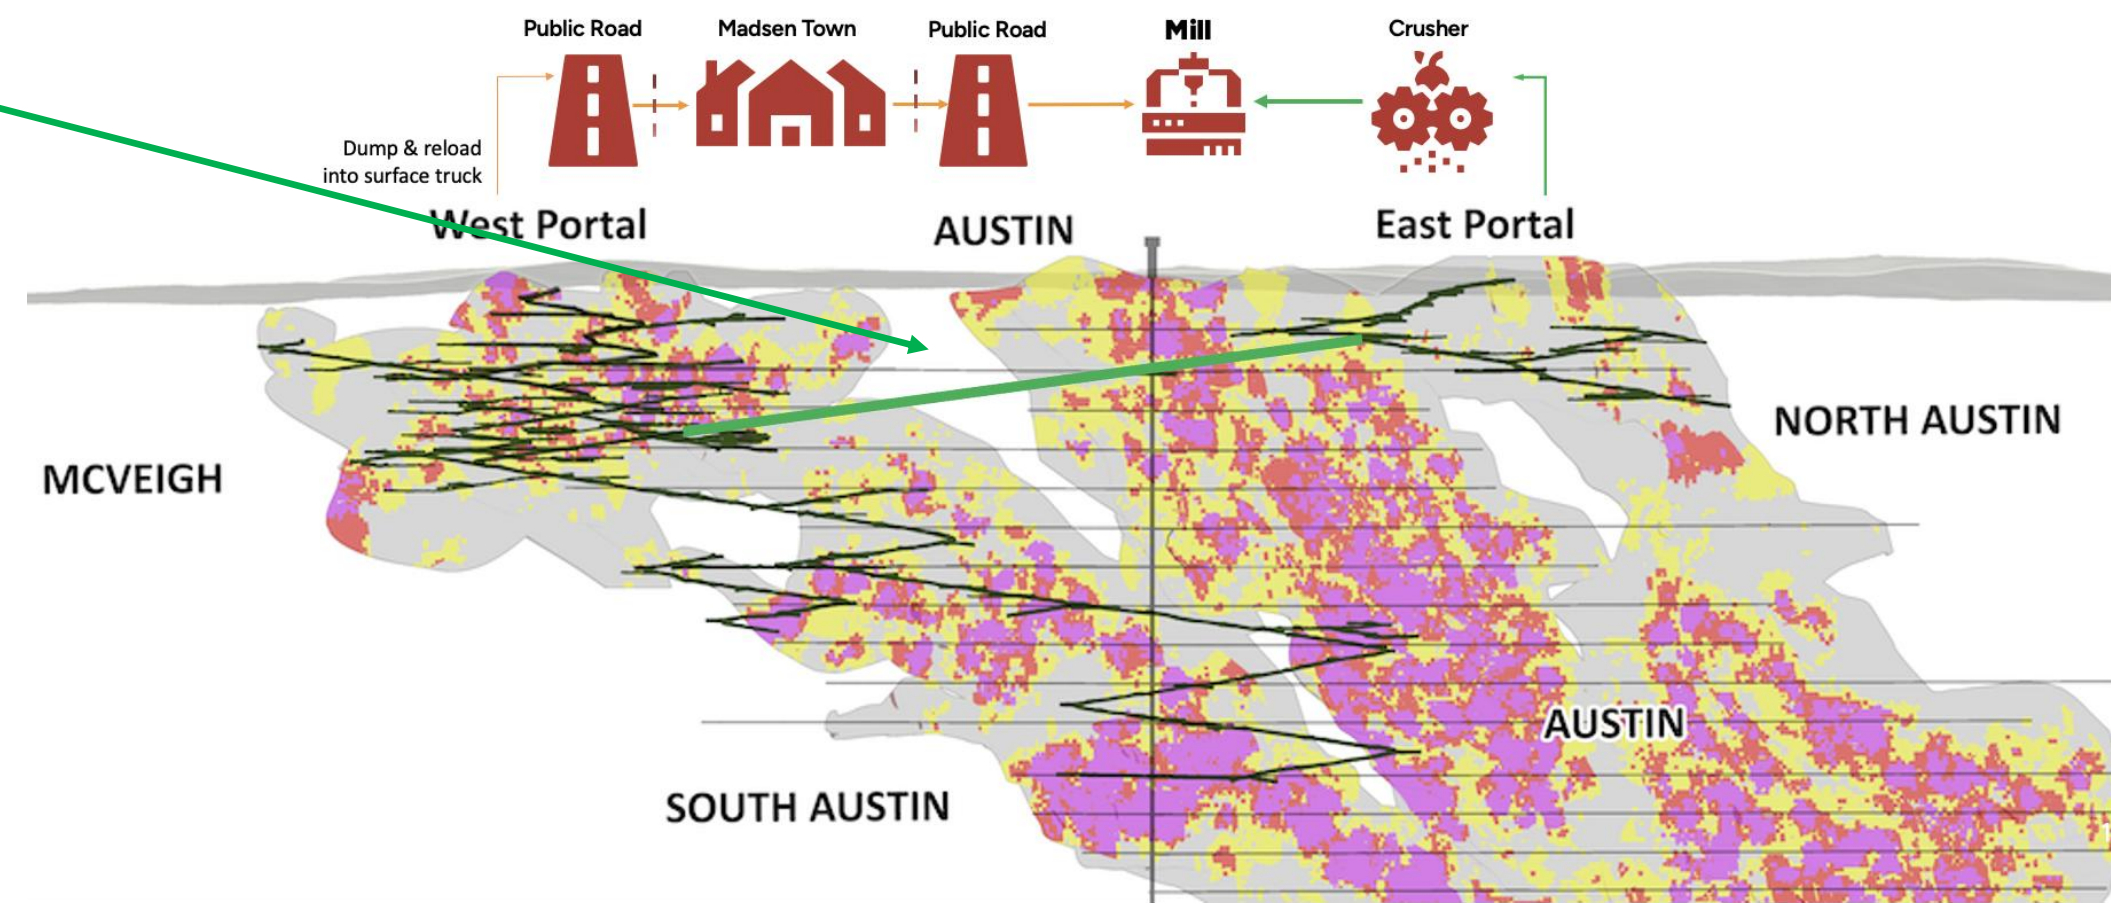 Public Road
Madsen Town
Public Road
Mill
Crusher
Dump & reload
into surface truck
West Portal
AUSTIN
East Portal
NORTH AUSTIN
MCVEIGH
AUSTIN
SOUTH AUSTIN
1